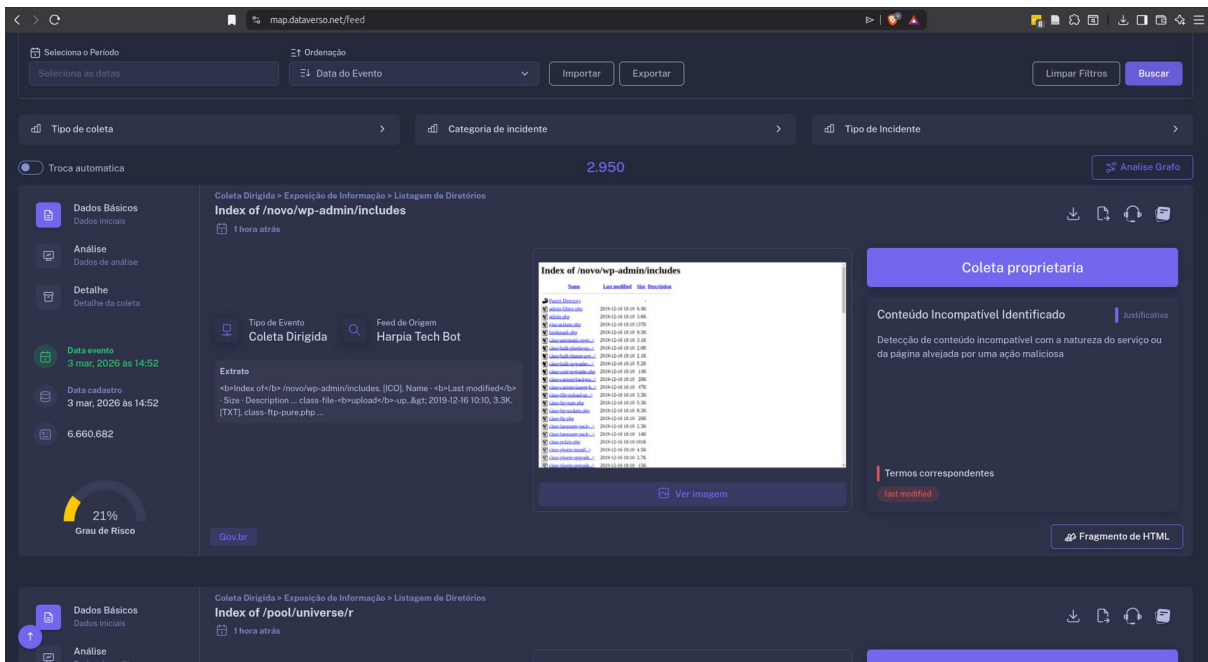 map.dataverso.net/feed
8
Seleciona o Período
Ordenação
Seleciona as datas
Data do Evento
Importar
Exportar
Limpar Filtros
Buscar
Tipo de coleta
Categoria de incidente
Tipo de Incidente
Troca automatica
2.950
Analise Grafo
Dados Básicos
Dados iniciais
Análise
Dados de análise
Detalhe
Detalhe da coleta
Data evento
3 mar, 2026 às 14:52
Data cadastro
3 mar, 2026 às 14:52
6.660.682
21%
Grau de Risco
Coleta Dirigida > Exposição de Informação > Listagem de Diretórios
Index of /novo/wp-admin/includes
1 hora atrás
Tipo de Evento
Coleta Dirigida
Feed de Origem
Harpia Tech Bot
Extrato
<b>Index of</b> /novo/wp-admin/includes. [ICO], Name · <b>Last modified</b>
· Size · Description ... class-file-<b>upload</b>-up..&gt; 2019-12-16 10:10, 3.3K.
[TXT], class-ftp-pure.php ...
Gov.br
Index of /novo/wp-admin/includes
Name Last modified Size Description
Parent Directory -
Ver imagem
Coleta proprietaria
Conteúdo Incompatível Identificado
Justificativa
Detecção de conteúdo incompatível com a natureza do serviço ou
da página alvejada por uma ação maliciosa
Termos correspondentes
last modified
Fragmento de HTML
Dados Básicos
Dados iniciais
Análise
Coleta Dirigida > Exposição de Informação > Listagem de Diretórios
Index of /pool/universe/r
1 hora atrás